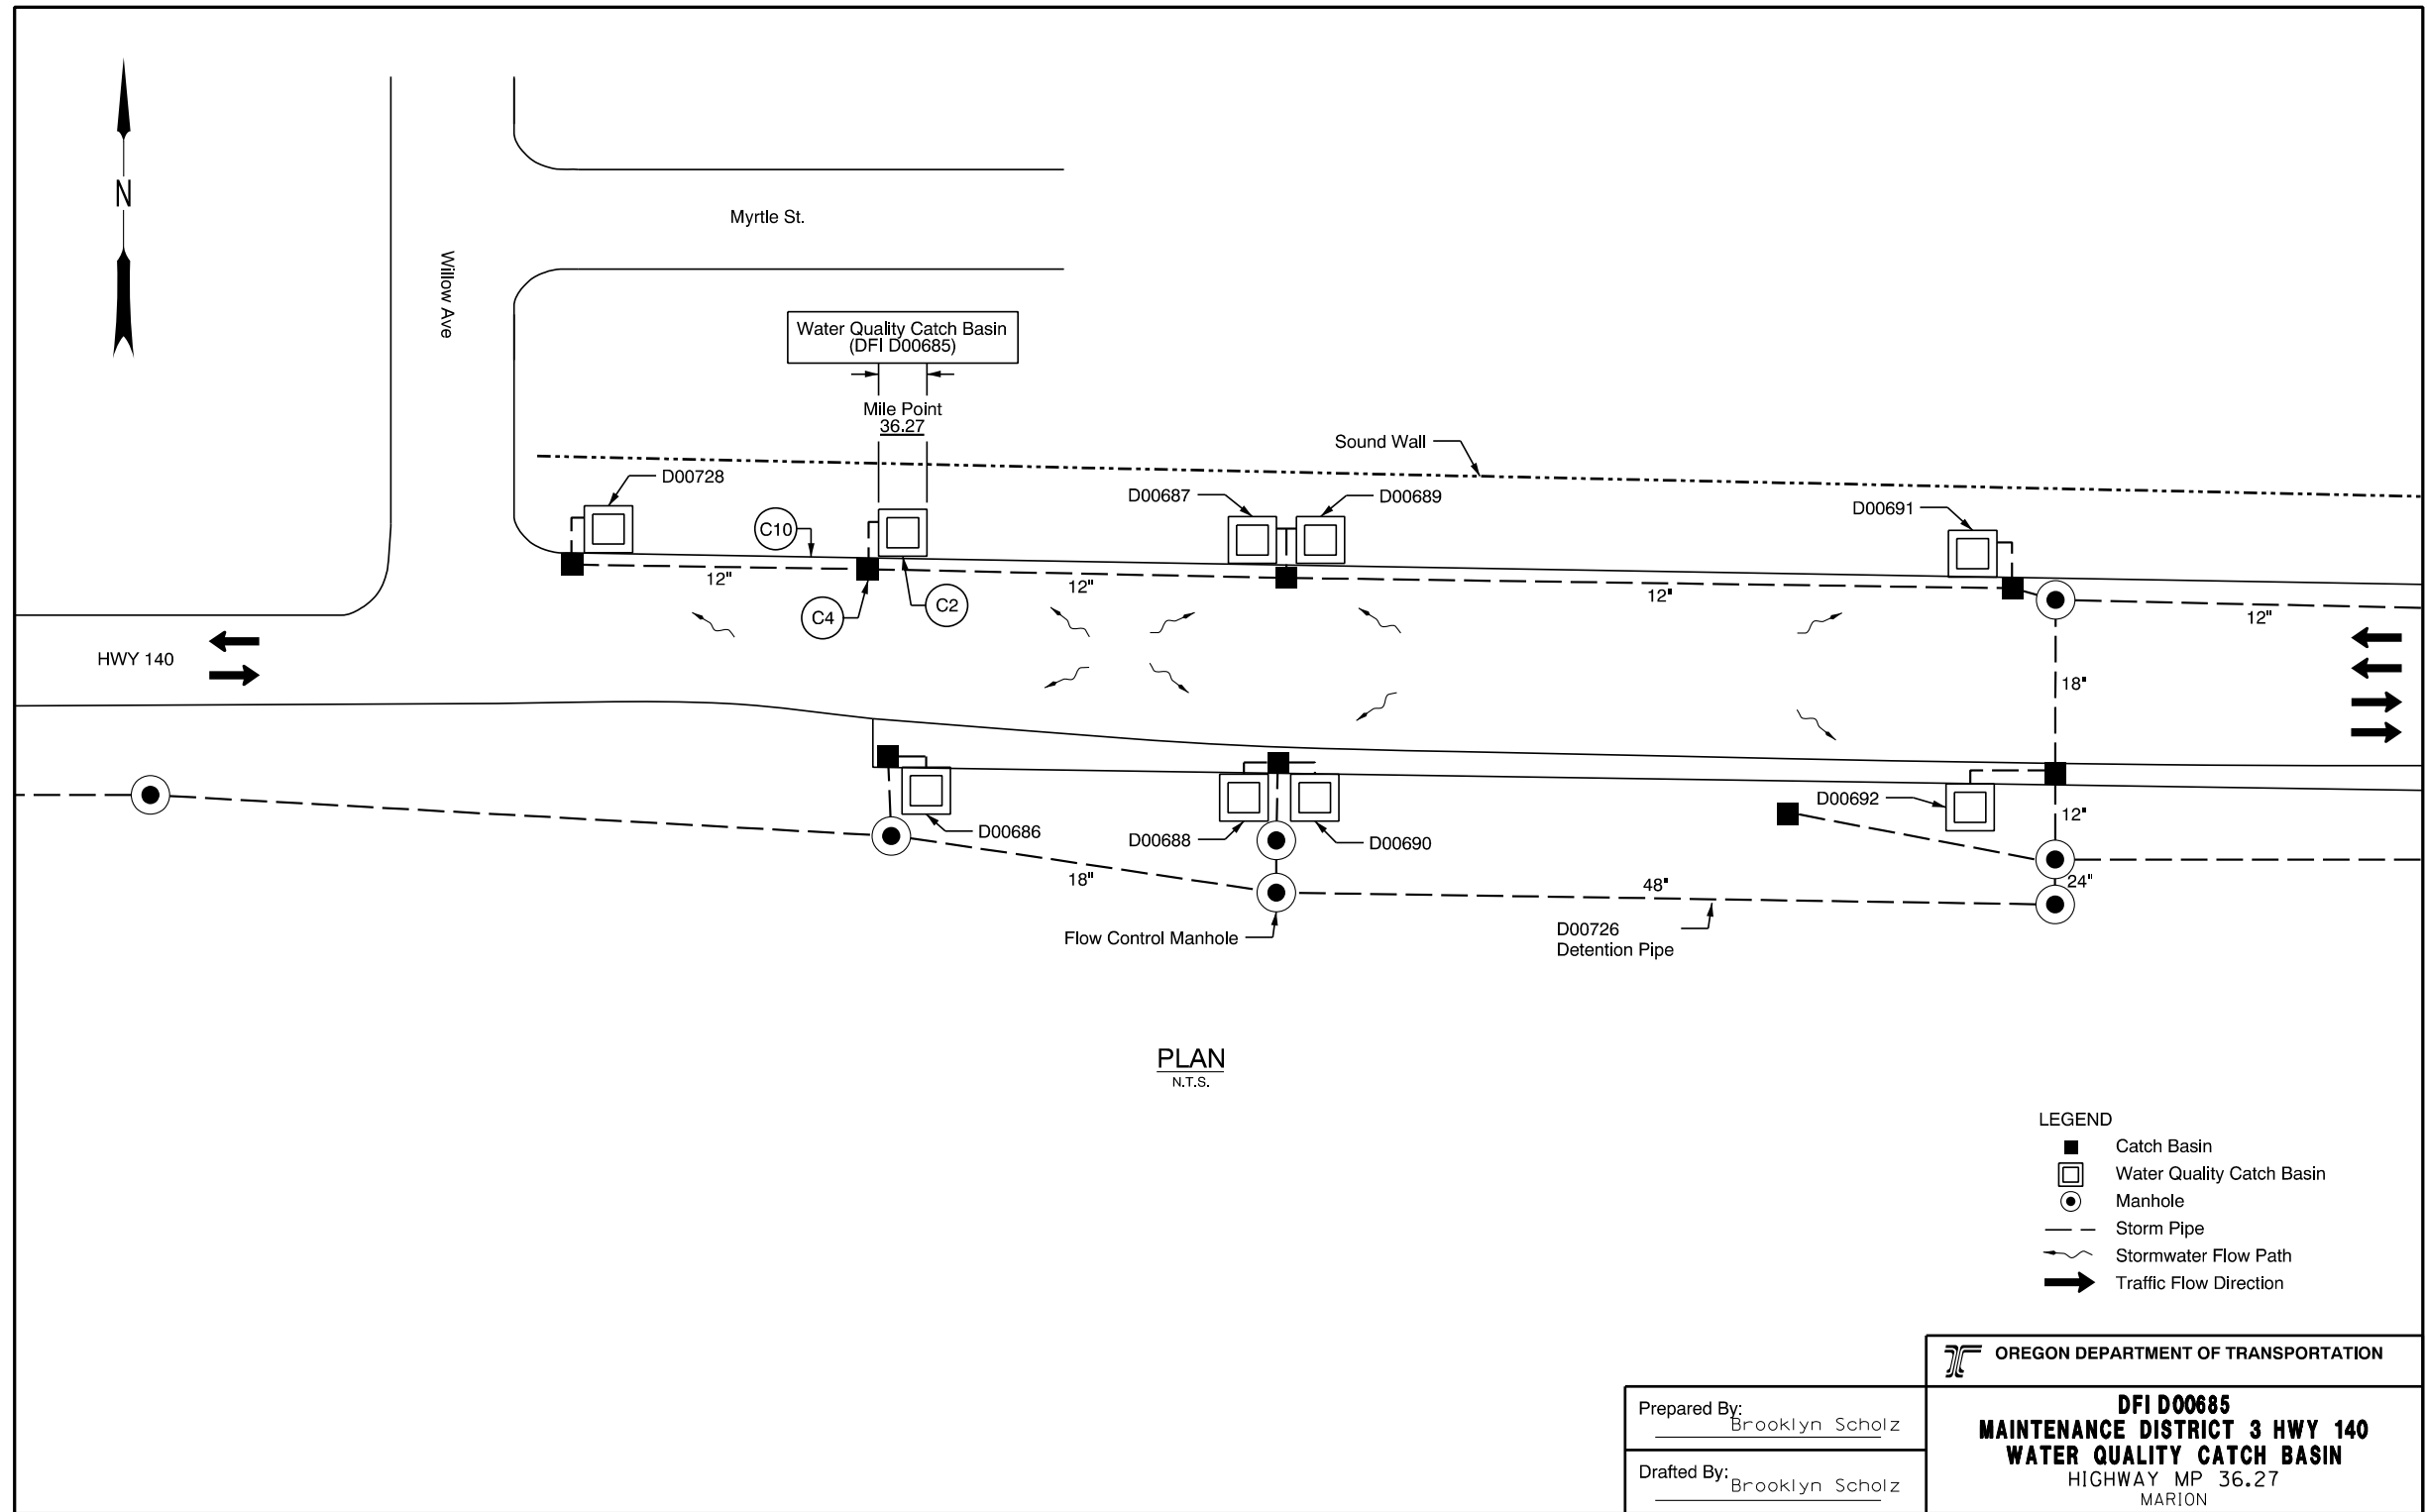 N
Myrtle St.
Willow Ave
Water Quality Catch Basin
(DFI D00685)
Mile Point
36.27
Sound Wall
D00728
D00687
D00689
D00691
C10
12"
12"
12"
12"
C4
C2
HWY 140
18"
D00686
D00688
D00690
D00692
12"
18"
48"
24"
Flow Control Manhole
D00726
Detention Pipe
PLAN
N.T.S.
LEGEND
Catch Basin
Water Quality Catch Basin
Manhole
Storm Pipe
Stormwater Flow Path
Traffic Flow Direction
OREGON DEPARTMENT OF TRANSPORTATION
Prepared By: Brooklyn Scholz
Drafted By: Brooklyn Scholz
DFI D00685
MAINTENANCE DISTRICT 3 HWY 140
WATER QUALITY CATCH BASIN
HIGHWAY MP 36.27
MARION